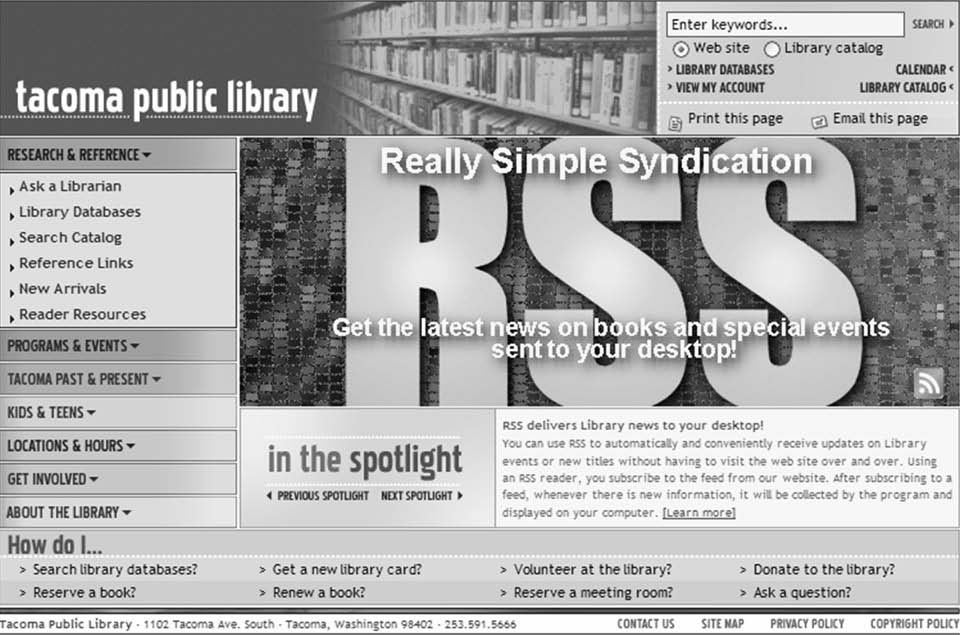 tacoma public library
Enter keywords...
SEARCH
Web site
Library catalog
› LIBRARY DATABASES
CALENDAR ‹
› VIEW MY ACCOUNT
LIBRARY CATALOG ‹
Print this page
Email this page
RESEARCH & REFERENCE
Ask a Librarian
Library Databases
Search Catalog
Reference Links
New Arrivals
Reader Resources
PROGRAMS & EVENTS
TACOMA PAST & PRESENT
KIDS & TEENS
LOCATIONS & HOURS
GET INVOLVED
ABOUT THE LIBRARY
Really Simple Syndication
RSS
Get the latest news on books and special events
sent to your desktop!
in the spotlight
PREVIOUS SPOTLIGHT
NEXT SPOTLIGHT
RSS delivers Library news to your desktop!
You can use RSS to automatically and conveniently receive updates on Library
events or new titles without having to visit the web site over and over. Using
an RSS reader, you subscribe to the feed from our website. After subscribing to a
feed, whenever there is new information, it will be collected by the program and
displayed on your computer. [Learn more]
How do I...
> Search library databases?
> Get a new library card?
> Volunteer at the library?
> Donate to the library?
> Reserve a book?
> Renew a book?
> Reserve a meeting room?
> Ask a question?
Tacoma Public Library · 1102 Tacoma Ave. South · Tacoma, Washington 98402 · 253.591.5666
CONTACT US
SITE MAP
PRIVACY POLICY
COPYRIGHT POLICY